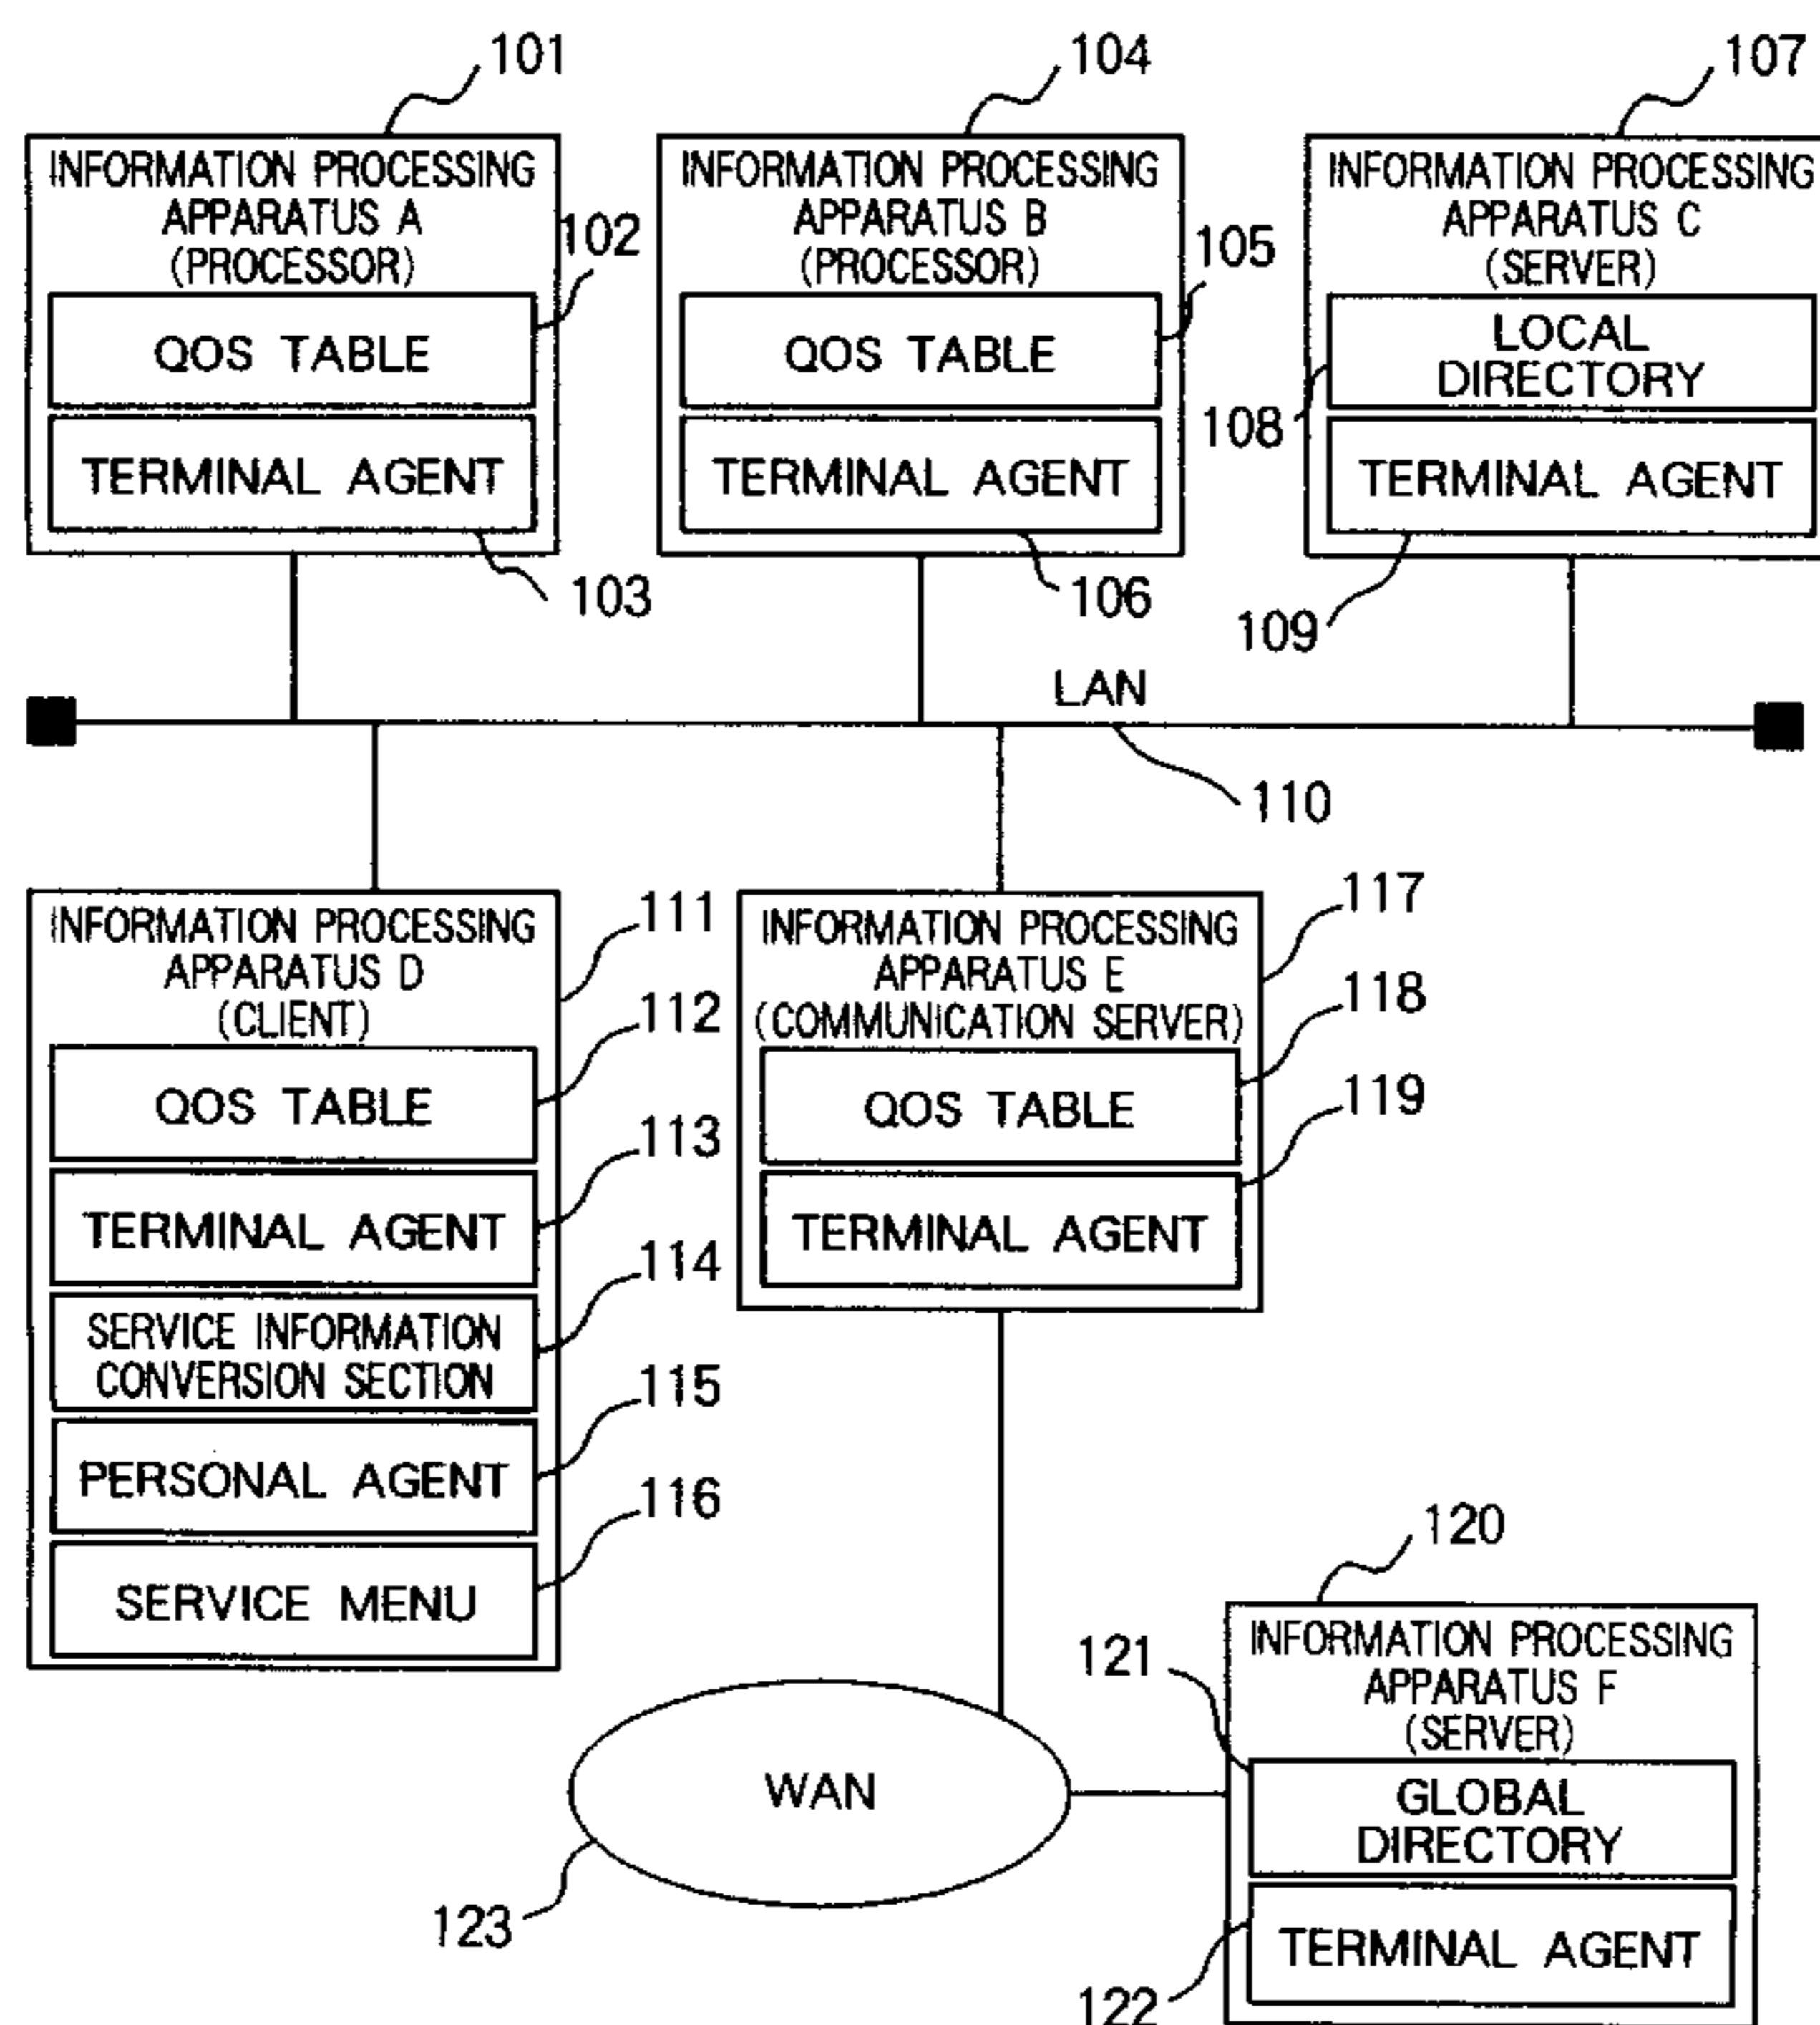 101
104
107
INFORMATION PROCESSING
APPARATUS A
(PROCESSOR)
102
QOS TABLE
TERMINAL AGENT
103
INFORMATION PROCESSING
APPARATUS B
(PROCESSOR)
105
QOS TABLE
TERMINAL AGENT
106
INFORMATION PROCESSING
APPARATUS C
(SERVER)
LOCAL
DIRECTORY
108
TERMINAL AGENT
109
LAN
110
INFORMATION PROCESSING
APPARATUS D
(CLIENT)
111
QOS TABLE
112
TERMINAL AGENT
113
SERVICE INFORMATION
CONVERSION SECTION
114
PERSONAL AGENT
115
SERVICE MENU
116
INFORMATION PROCESSING
APPARATUS E
(COMMUNICATION SERVER)
117
QOS TABLE
118
TERMINAL AGENT
119
WAN
123
120
INFORMATION PROCESSING
APPARATUS F
(SERVER)
121
GLOBAL
DIRECTORY
TERMINAL AGENT
122